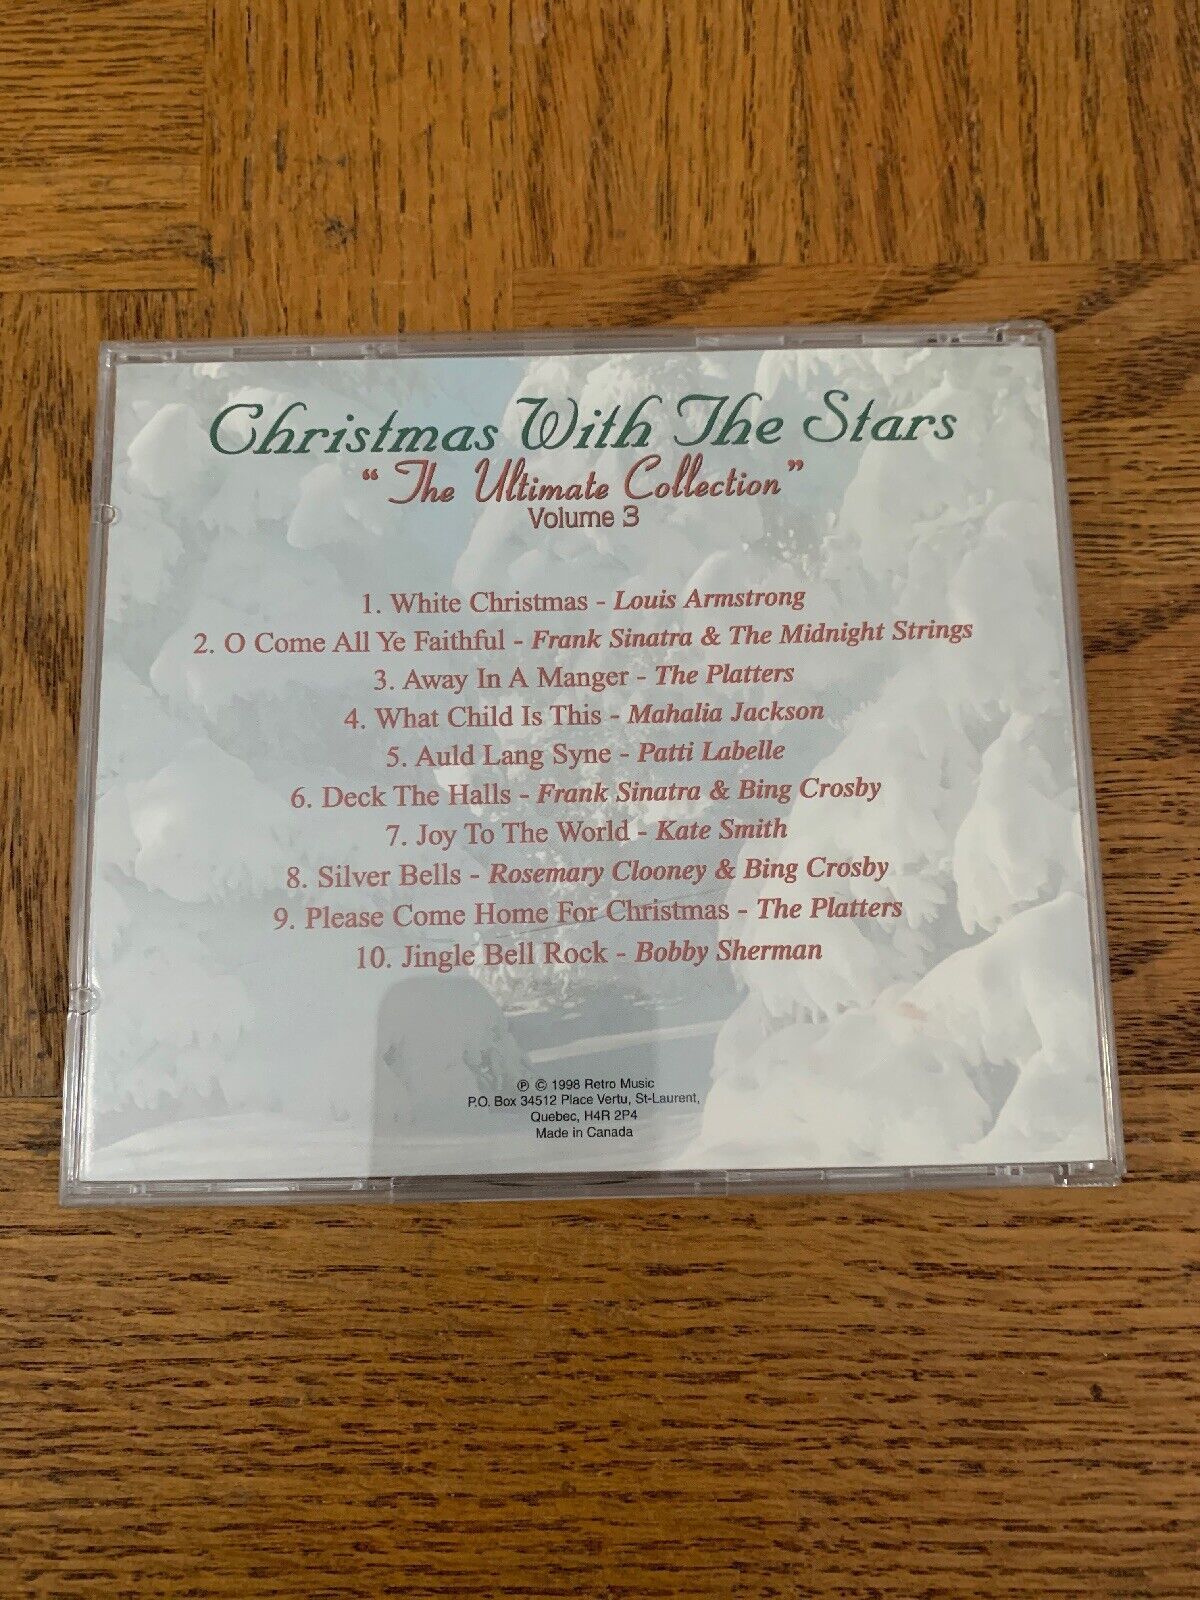 Christmas With The Stars
“The Ultimate Collection”
Volume 3
1. White Christmas - Louis Armstrong
2. O Come All Ye Faithful - Frank Sinatra & The Midnight Strings
3. Away In A Manger - The Platters
4. What Child Is This - Mahalia Jackson
5. Auld Lang Syne - Patti Labelle
6. Deck The Halls - Frank Sinatra & Bing Crosby
7. Joy To The World - Kate Smith
8. Silver Bells - Rosemary Clooney & Bing Crosby
9. Please Come Home For Christmas - The Platters
10. Jingle Bell Rock - Bobby Sherman
℗ © 1998 Retro Music
P.O. Box 34512 Place Vertu, St-Laurent,
Quebec, H4R 2P4
Made in Canada